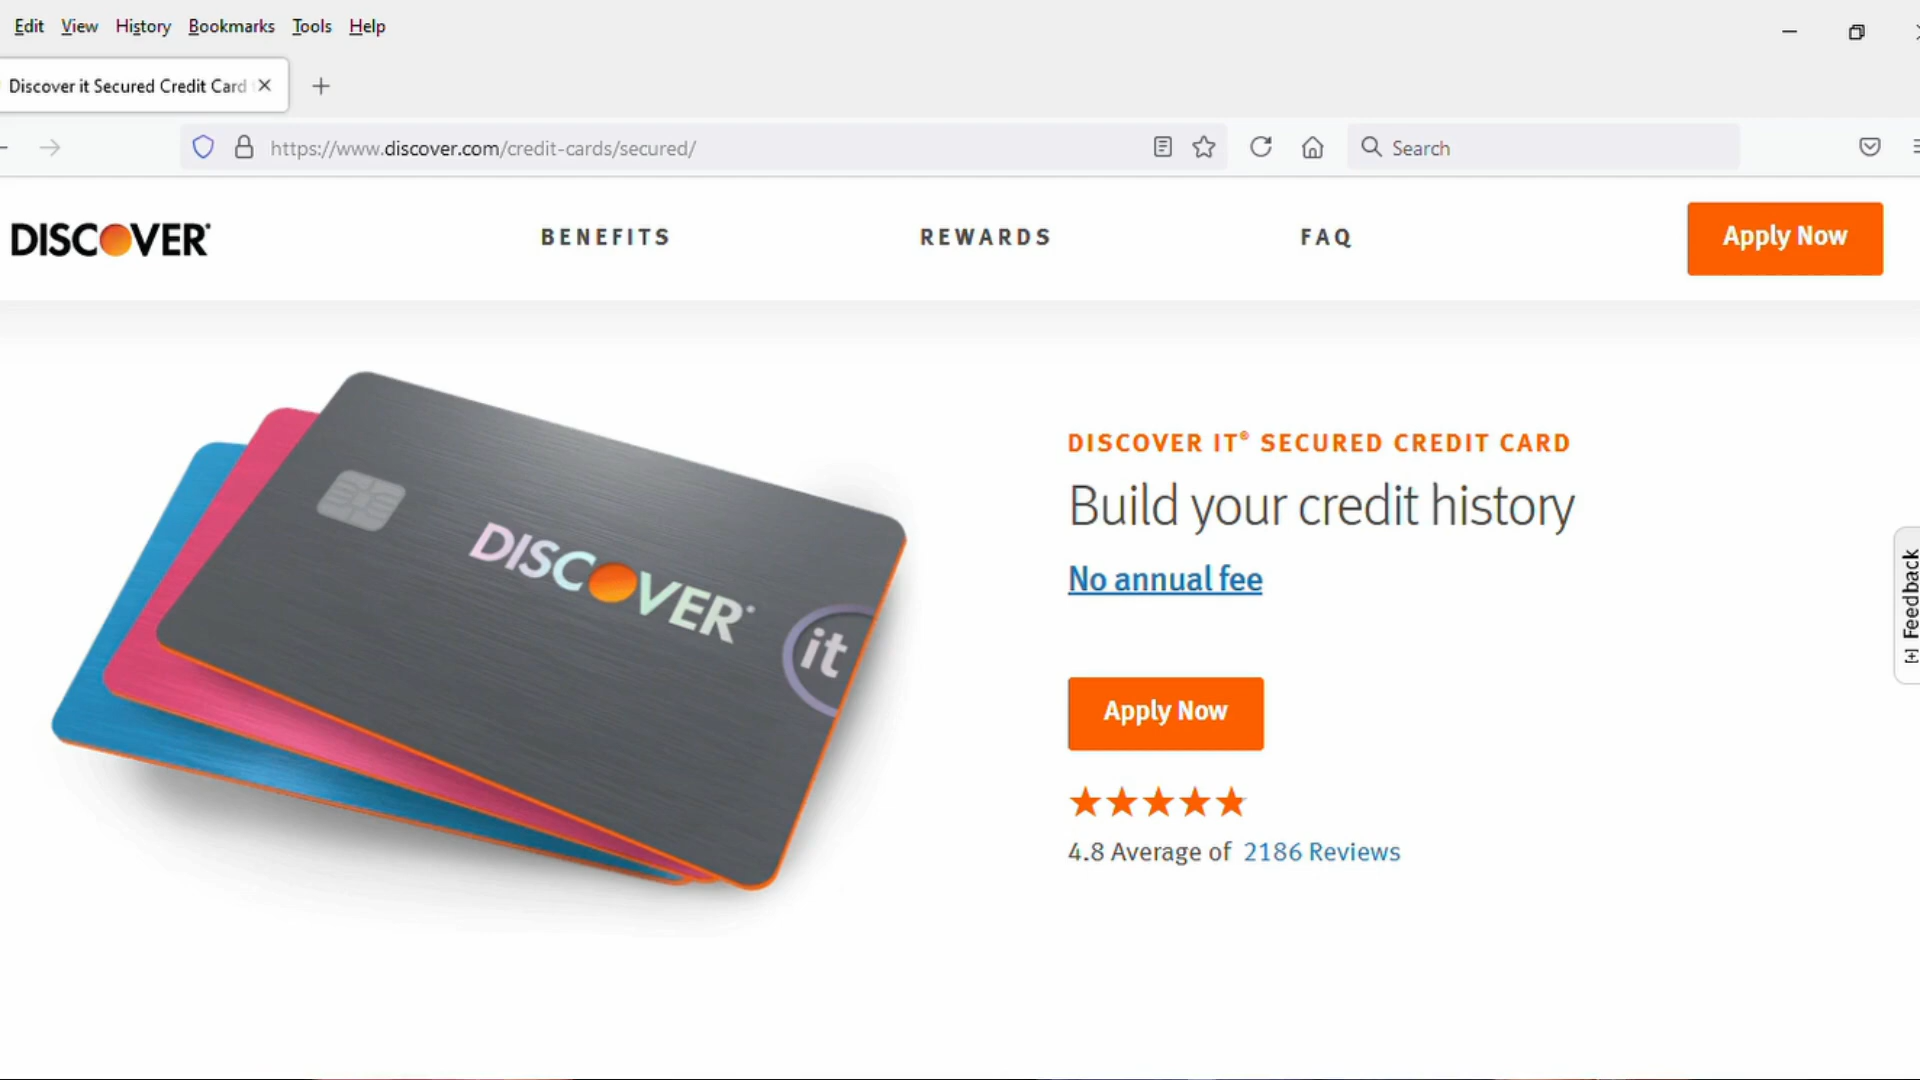 Edit View History Bookmarks Tools Help
Discover it Secured Credit Card
https://www.discover.com/credit-cards/secured/
Search
DISCOVER
BENEFITS
REWARDS
FAQ
Apply Now
DISCOVER
it
DISCOVER IT® SECURED CREDIT CARD
Build your credit history
No annual fee
Apply Now
4.8 Average of 2186 Reviews
[+] Feedback